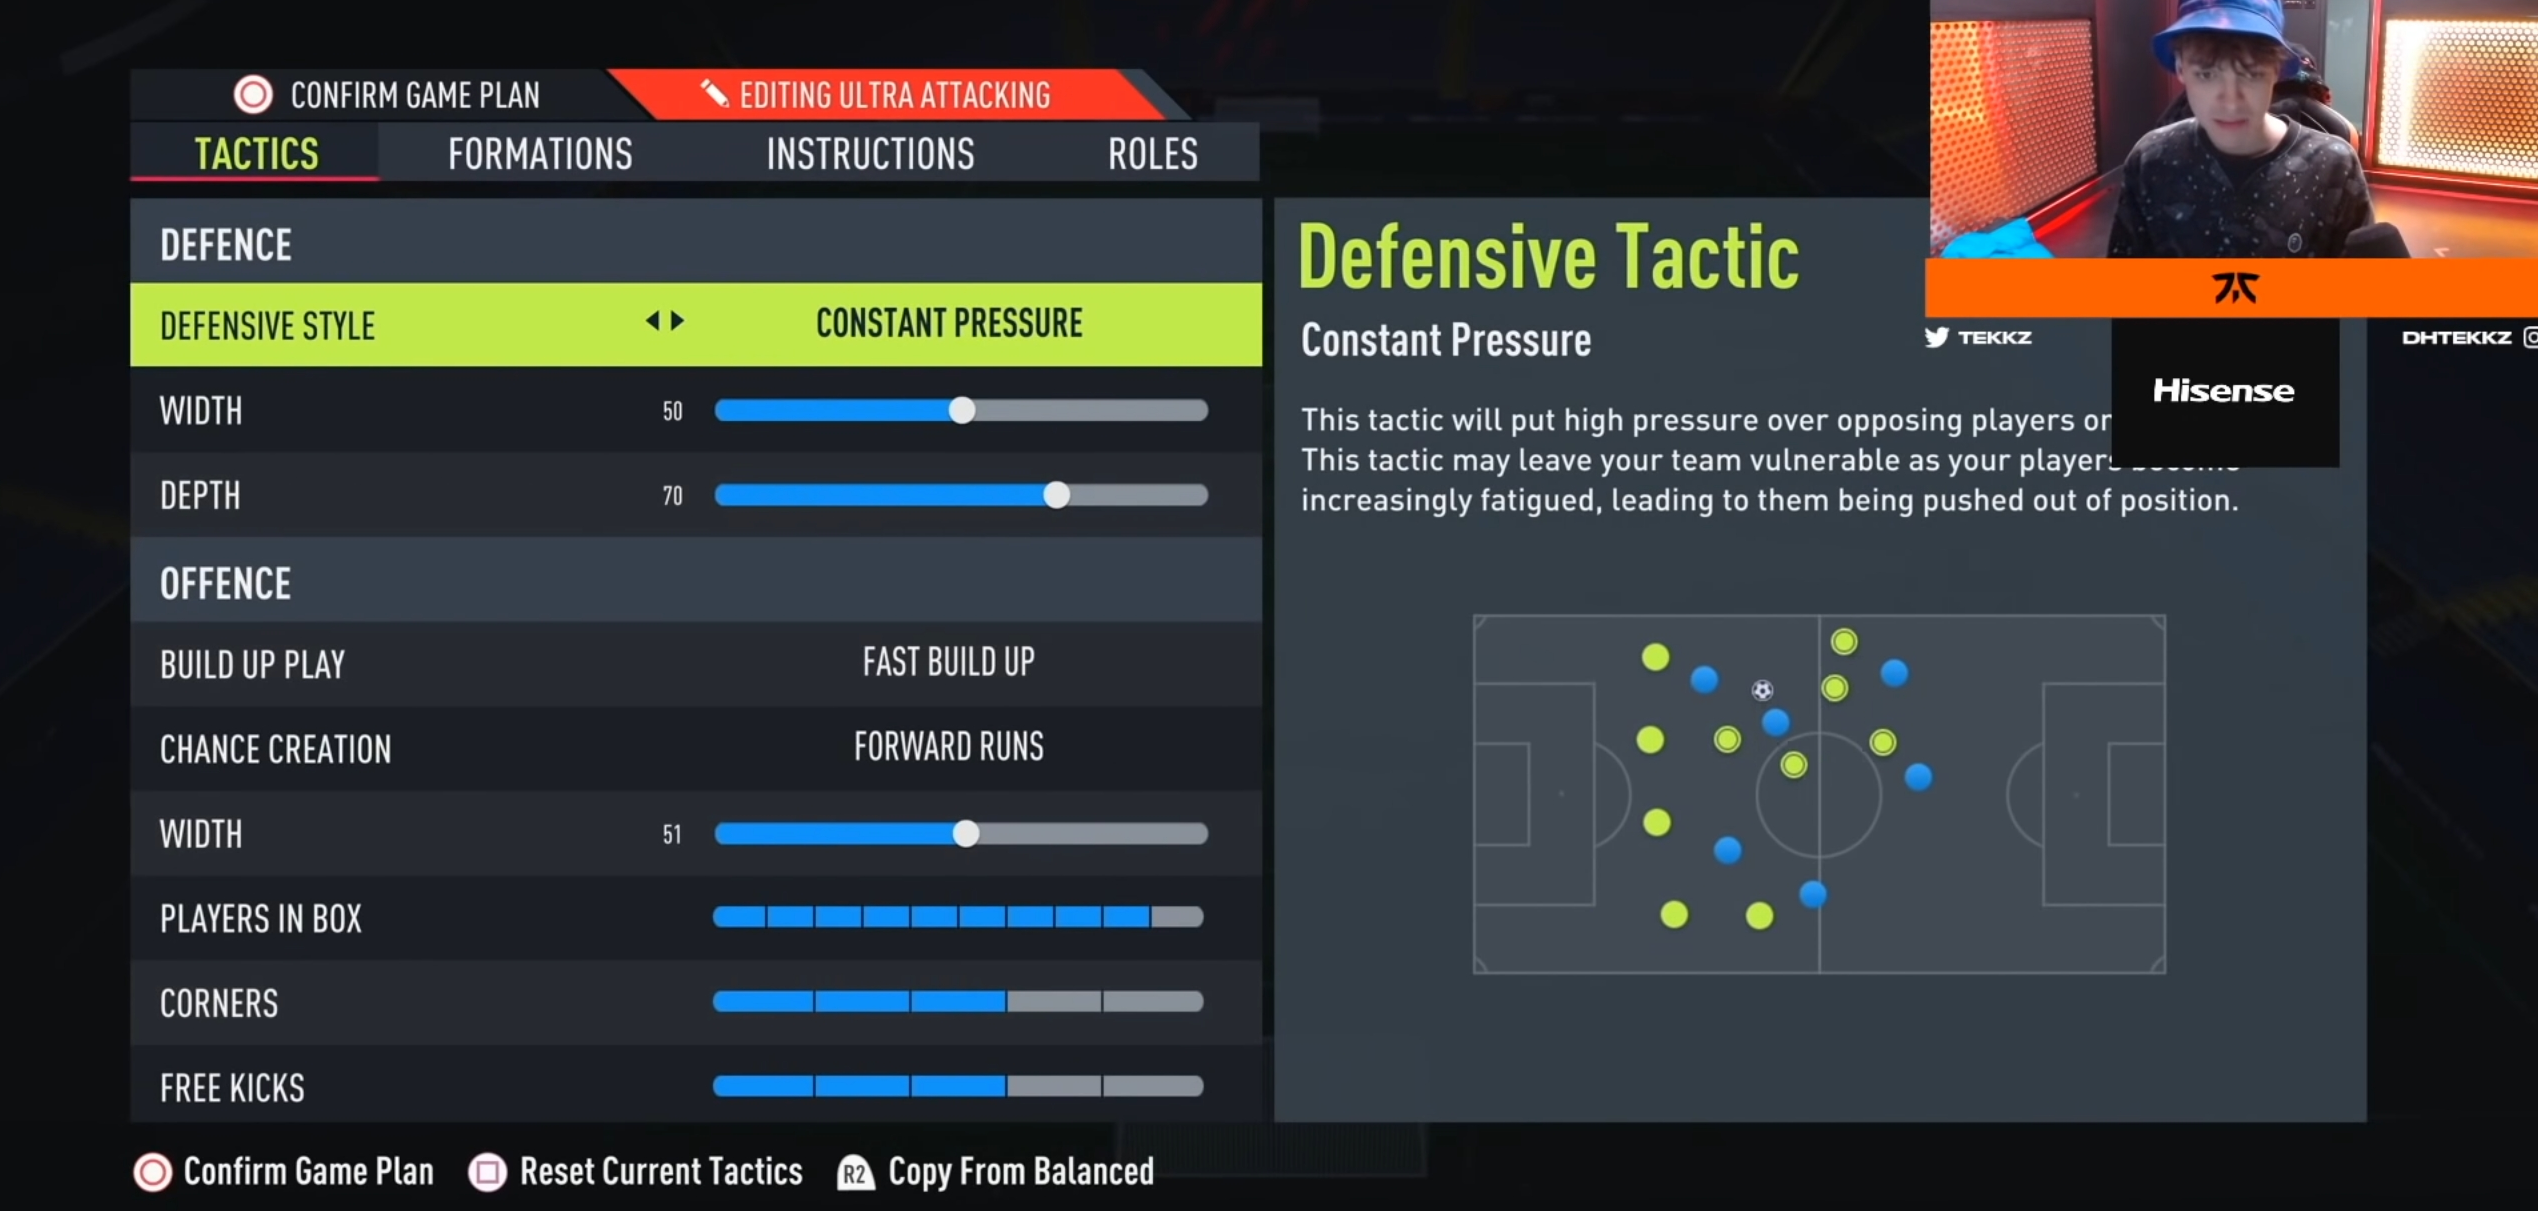 CONFIRM GAME PLAN
EDITING ULTRA ATTACKING
TACTICS FORMATIONS INSTRUCTIONS ROLES
DEFENCE
DEFENSIVE STYLE CONSTANT PRESSURE
WIDTH 50
DEPTH 70
OFFENCE
BUILD UP PLAY FAST BUILD UP
CHANCE CREATION FORWARD RUNS
WIDTH 51
PLAYERS IN BOX
CORNERS
FREE KICKS
Defensive Tactic
Constant Pressure
This tactic will put high pressure over opposing players
This tactic may leave your team vulnerable as your players
increasingly fatigued, leading to them being pushed out of position.
TEKKZ
DHTEKKZ
Hisense
Confirm Game Plan
Reset Current Tactics
R2 Copy From Balanced